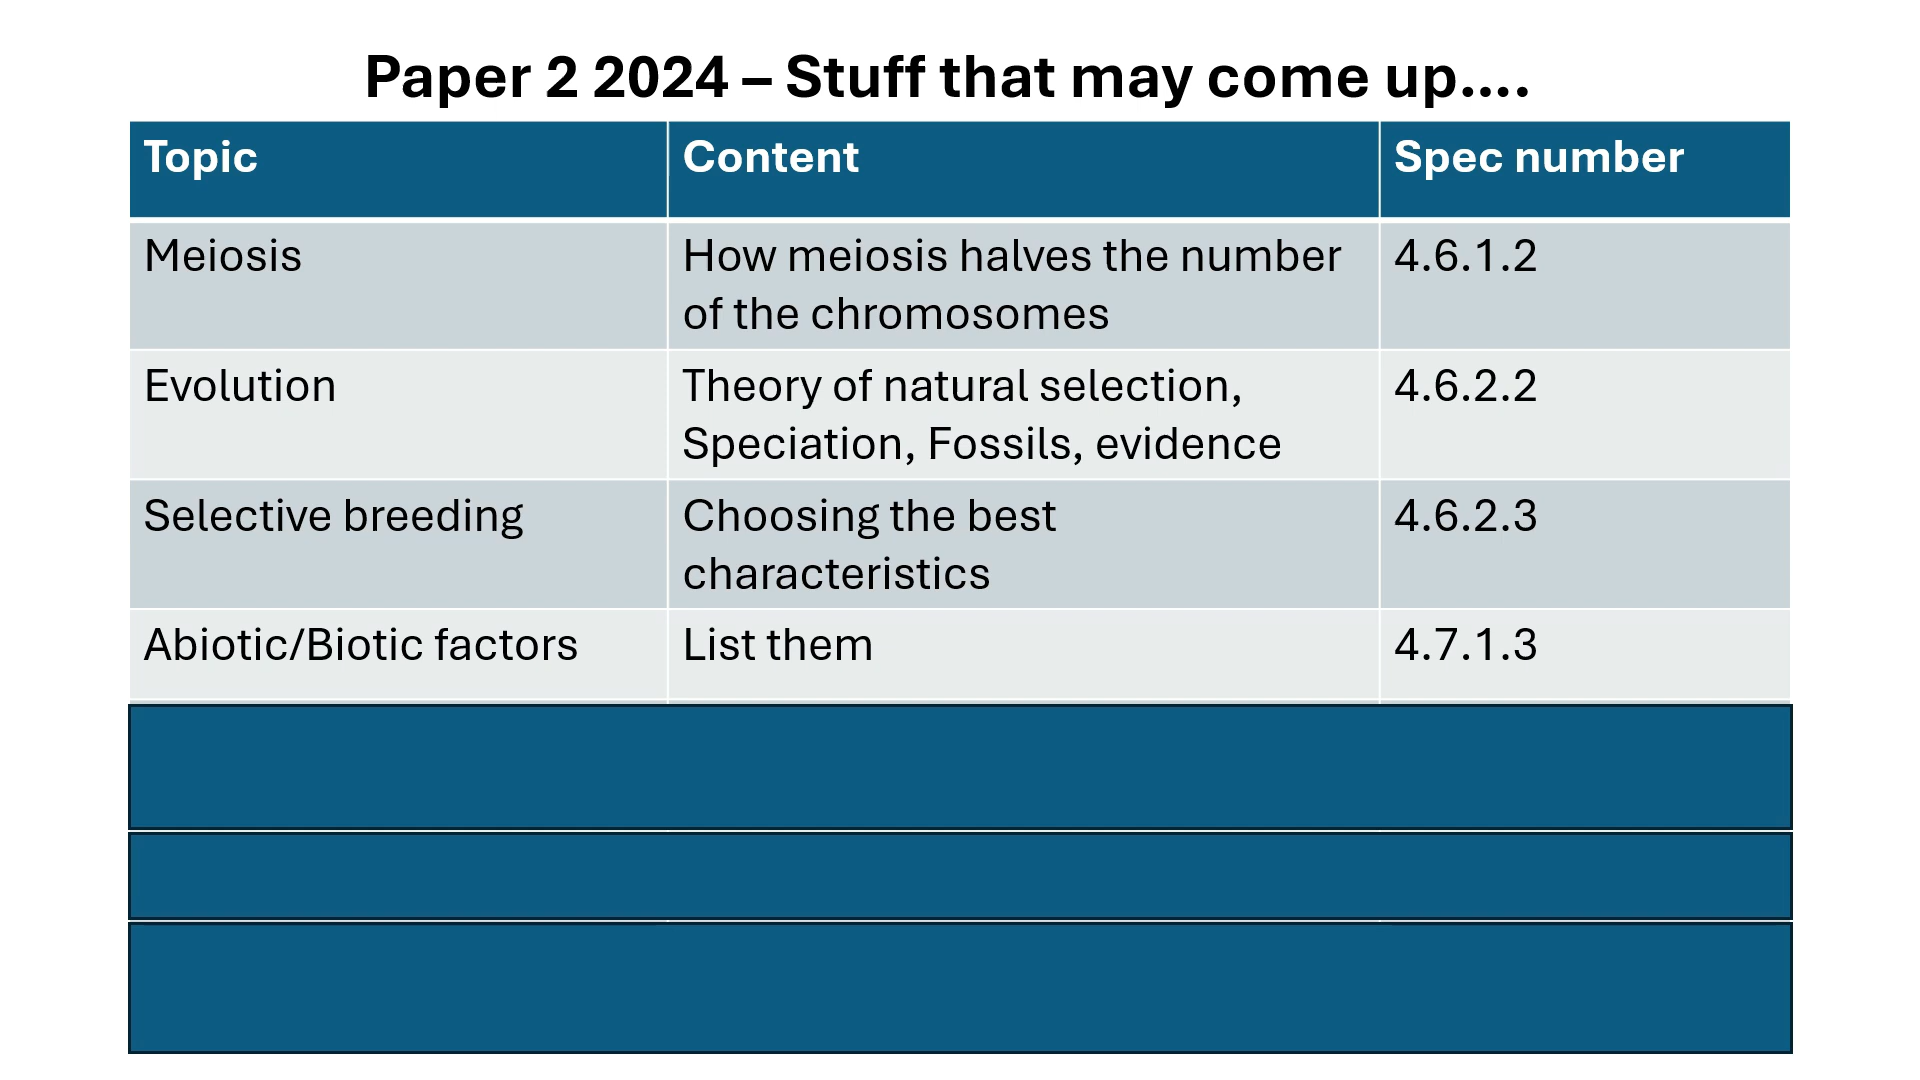 Paper 2 2024 – Stuff that may come up....
Topic Content Spec number
Meiosis How meiosis halves the number 4.6.1.2
of the chromosomes
Evolution Theory of natural selection, 4.6.2.2
Speciation, Fossils, evidence
Selective breeding Choosing the best 4.6.2.3
characteristics
Abiotic/Biotic factors List them 4.7.1.3